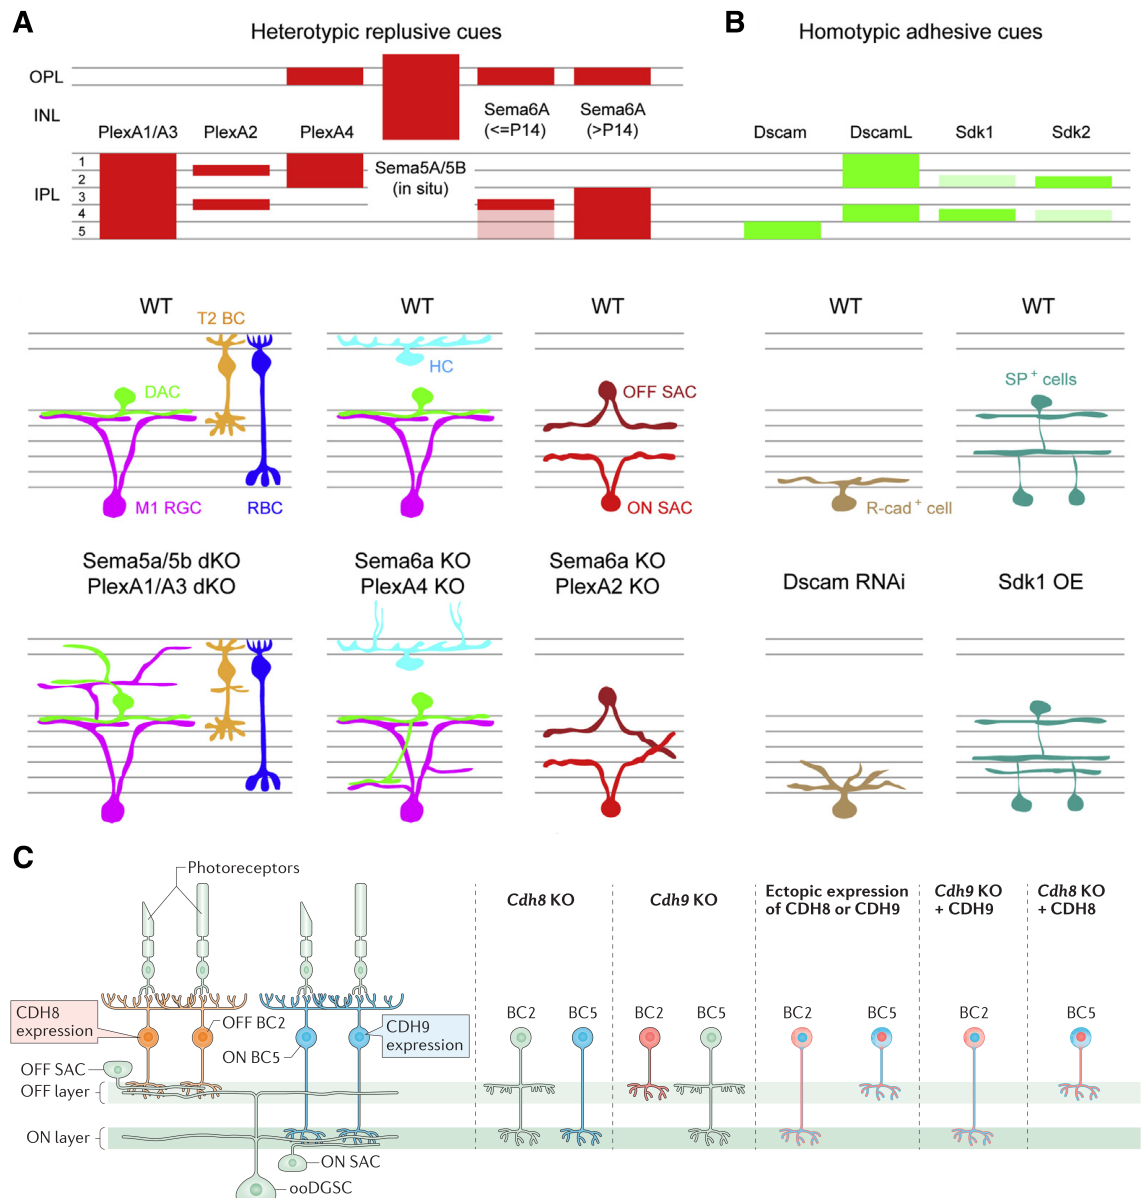 A
Heterotypic replusive cues
B
Homotypic adhesive cues
OPL
INL
Sema6A
(<=P14)
Sema6A
(>P14)
PlexA1/A3
PlexA2
PlexA4
Dscam
DscamL
Sdk1
Sdk2
Sema5A/5B
(in situ)
IPL
1
2
3
4
5
WT
WT
WT
WT
WT
T2 BC
HC
DAC
OFF SAC
SP + cells
M1 RGC
RBC
ON SAC
R-cad + cell
Sema5a/5b dKO
PlexA1/A3 dKO
Sema6a KO
PlexA4 KO
Sema6a KO
PlexA2 KO
Dscam RNAi
Sdk1 OE
C
Photoreceptors
Cdh8 KO
Cdh9 KO
Ectopic expression
of CDH8 or CDH9
Cdh9 KO
+ CDH9
Cdh8 KO
+ CDH8
CDH8
expression
OFF BC2
CDH9
expression
ON BC5
BC2
BC5
BC2
BC5
BC2
BC5
BC2
BC5
OFF SAC
OFF layer
ON layer
ON SAC
ooDGSC